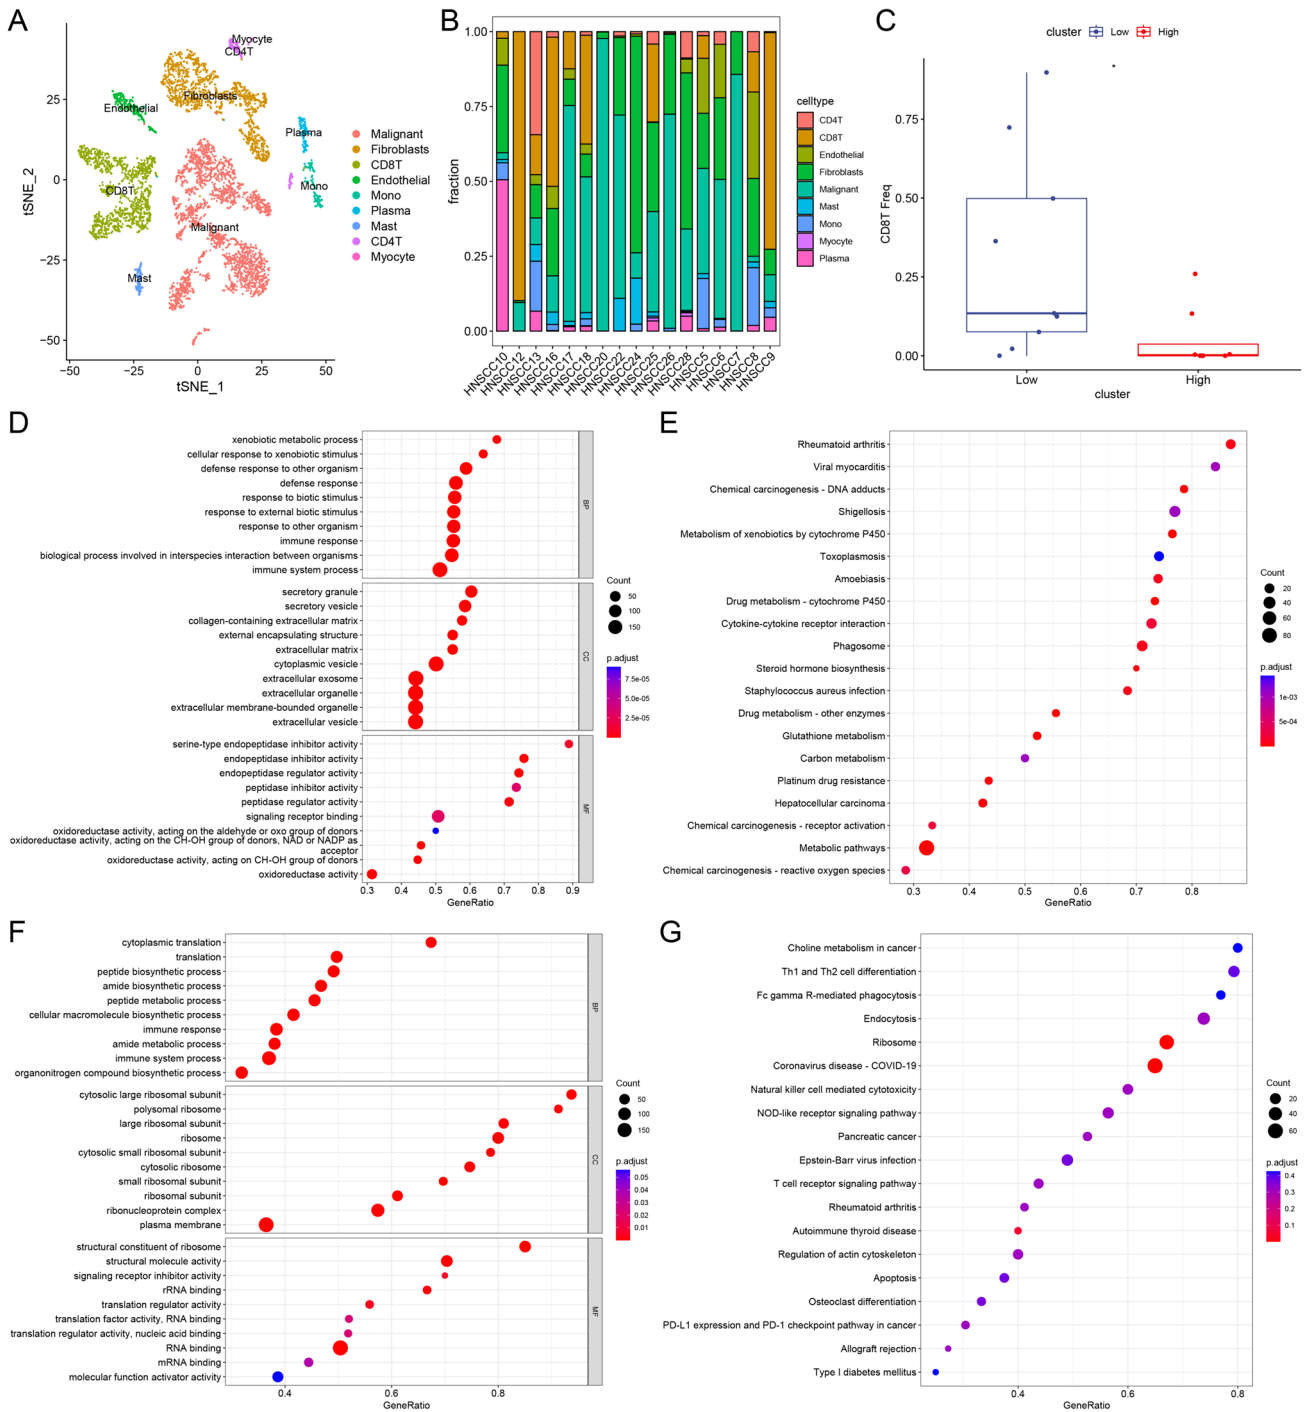 A
Myocyte
CD4T
Fibroblasts
Endothelial
Plasma
CD8T
Mono
Malignant
Mast
25
0
−25
−50
−50
−25
0
25
50
tSNE_2
tSNE_1
Malignant
Fibroblasts
CD8T
Endothelial
Mono
Plasma
Mast
CD4T
Myocyte
B
1.00
0.75
0.50
0.25
0.00
fraction
HNSCC10
HNSCC12
HNSCC13
HNSCC16
HNSCC17
HNSCC18
HNSCC20
HNSCC22
HNSCC24
HNSCC25
HNSCC26
HNSCC28
HNSCC5
HNSCC6
HNSCC7
HNSCC8
HNSCC9
celltype
CD4T
CD8T
Endothelial
Fibroblasts
Malignant
Mast
Mono
Myocyte
Plasma
C
cluster Low High
0.75
0.50
0.25
0.00
CD8T Freq
Low
High
cluster
D
xenobiotic metabolic process
cellular response to xenobiotic stimulus
defense response to other organism
defense response
response to biotic stimulus
response to external biotic stimulus
response to other organism
immune response
biological process involved in interspecies interaction between organisms
immune system process
BP
secretory granule
secretory vesicle
collagen-containing extracellular matrix
external encapsulating structure
extracellular matrix
cytoplasmic vesicle
extracellular exosome
extracellular organelle
extracellular membrane-bounded organelle
extracellular vesicle
CC
serine-type endopeptidase inhibitor activity
endopeptidase inhibitor activity
endopeptidase regulator activity
peptidase inhibitor activity
peptidase regulator activity
signaling receptor binding
oxidoreductase activity, acting on the aldehyde or oxo group of donors
oxidoreductase activity, acting on the CH-OH group of donors, NAD or NADP as
acceptor
oxidoreductase activity, acting on CH-OH group of donors
oxidoreductase activity
MF
0.3
0.4
0.5
0.6
0.7
0.8
0.9
GeneRatio
Count
50
100
150
p.adjust
7.5e-05
5.0e-05
2.5e-05
E
Rheumatoid arthritis
Viral myocarditis
Chemical carcinogenesis - DNA adducts
Shigellosis
Metabolism of xenobiotics by cytochrome P450
Toxoplasmosis
Amoebiasis
Drug metabolism - cytochrome P450
Cytokine-cytokine receptor interaction
Phagosome
Steroid hormone biosynthesis
Staphylococcus aureus infection
Drug metabolism - other enzymes
Glutathione metabolism
Carbon metabolism
Platinum drug resistance
Hepatocellular carcinoma
Chemical carcinogenesis - receptor activation
Metabolic pathways
Chemical carcinogenesis - reactive oxygen species
0.3
0.4
0.5
0.6
0.7
0.8
GeneRatio
Count
20
40
60
80
p.adjust
1e-03
5e-04
F
cytoplasmic translation
translation
peptide biosynthetic process
amide biosynthetic process
peptide metabolic process
cellular macromolecule biosynthetic process
immune response
amide metabolic process
immune system process
organonitrogen compound biosynthetic process
BP
cytosolic large ribosomal subunit
polysomal ribosome
large ribosomal subunit
ribosome
cytosolic small ribosomal subunit
cytosolic ribosome
small ribosomal subunit
ribosomal subunit
ribonucleoprotein complex
plasma membrane
CC
structural constituent of ribosome
structural molecule activity
signaling receptor inhibitor activity
rRNA binding
translation regulator activity
translation factor activity, RNA binding
translation regulator activity, nucleic acid binding
RNA binding
mRNA binding
molecular function activator activity
MF
0.4
0.6
0.8
GeneRatio
Count
50
100
150
p.adjust
0.05
0.04
0.03
0.02
0.01
G
Choline metabolism in cancer
Th1 and Th2 cell differentiation
Fc gamma R-mediated phagocytosis
Endocytosis
Ribosome
Coronavirus disease - COVID-19
Natural killer cell mediated cytotoxicity
NOD-like receptor signaling pathway
Pancreatic cancer
Epstein-Barr virus infection
T cell receptor signaling pathway
Rheumatoid arthritis
Autoimmune thyroid disease
Regulation of actin cytoskeleton
Apoptosis
Osteoclast differentiation
PD-L1 expression and PD-1 checkpoint pathway in cancer
Allograft rejection
Type I diabetes mellitus
0.4
0.6
0.8
GeneRatio
Count
20
40
60
p.adjust
0.4
0.3
0.2
0.1